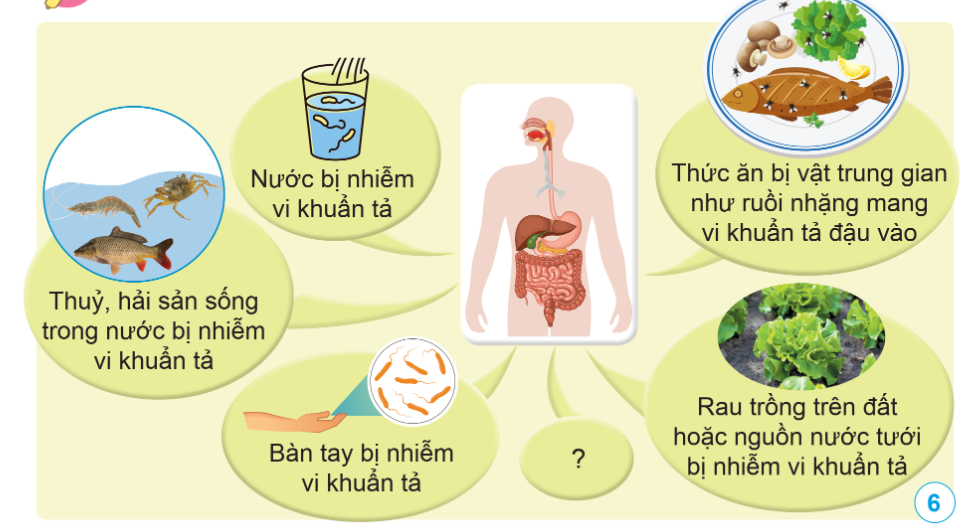 Nước bị nhiễm
vi khuẩn tả
Thức ăn bị vật trung gian
như ruồi nhặng mang
vi khuẩn tả đậu vào
Thuỷ, hải sản sống
trong nước bị nhiễm
vi khuẩn tả
Rau trồng trên đất
hoặc nguồn nước tưới
bị nhiễm vi khuẩn tả
Bàn tay bị nhiễm
vi khuẩn tả
?
6